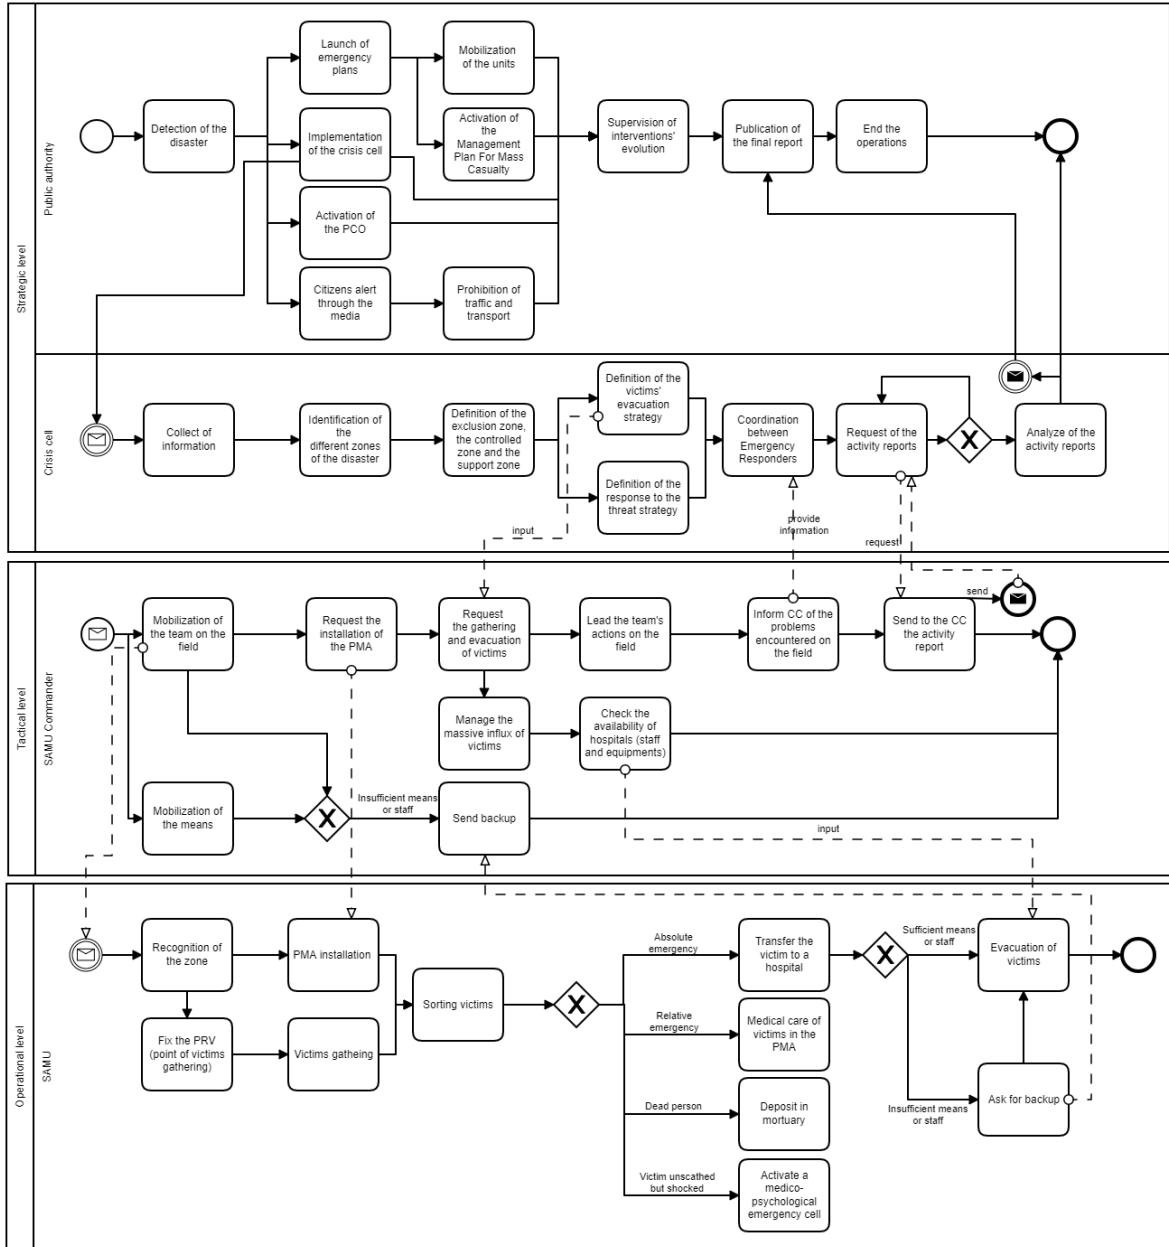 Strategic level
Public authority
Detection of the
disaster
Launch of
emergency
plans
Mobilization
of the units
Implementation
of the crisis cell
Activation of
the
Management
Plan For Mass
Casualty
Activation of
the PCO
Citizens alert
through the
media
Prohibition of
traffic and
transport
Supervision of
interventions'
evolution
Publication of
the final report
End the
operations
Crisis cell
Collect of
information
Identification of
the different
zones of the disaster
Definition of the
exclusion zone,
the controlled
zone and the
support zone
Definition of the
victims'
evacuation
strategy
Definition of the
response to the
threat strategy
Coordination
between
Emergency
Responders
Request of the
activity reports
Analyze of the
activity reports
input
provide
information
request
Tactical level
SAMU Commander
Mobilization of
the team on the
field
Request the
installation of
the PMA
Request
the gathering
and evacuation
of victims
Lead the team's
actions on the
field
Inform CC of the
problems
encountered on
the field
Send to the CC
the activity
report
send
Manage the
massive influx of
victims
Check the
availability of
hospitals (staff
and equipments)
Mobilization of
the means
Insufficient means
or staff
Send backup
input
Operational level
SAMU
Recognition of
the zone
PMA installation
Fix the PRV
(point of victims
gathering)
Victims gatheing
Sorting victims
Absolute
emergency
Transfer the
victim to a
hospital
Sufficient means
or staff
Evacuation of
victims
Relative
emergency
Medical care of
victims in the
PMA
Insufficient means
or staff
Ask for backup
Dead person
Deposit in
mortuary
Victim unscathed
but shocked
Activate a
medico-
psychological
emergency cell